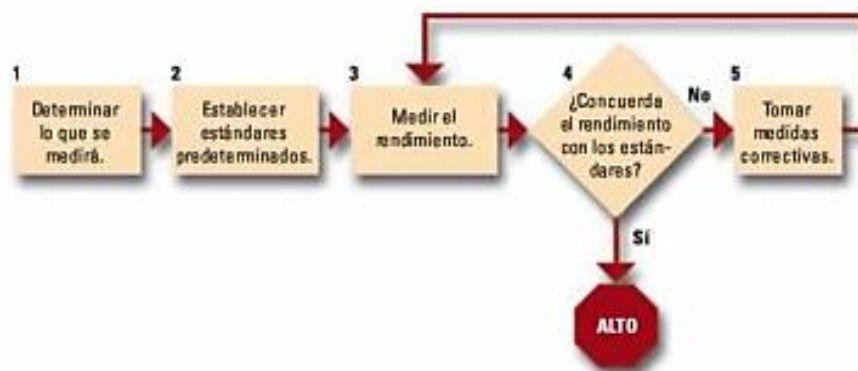 1
Determinar
lo que se
medirá.
2
Establecer
estándares
predeterminados.
3
Medir el
rendimiento.
4
¿Concuerda
el rendimiento
con los están-
dares?
No
5
Tomar
medidas
correctivas.
Sí
ALTO